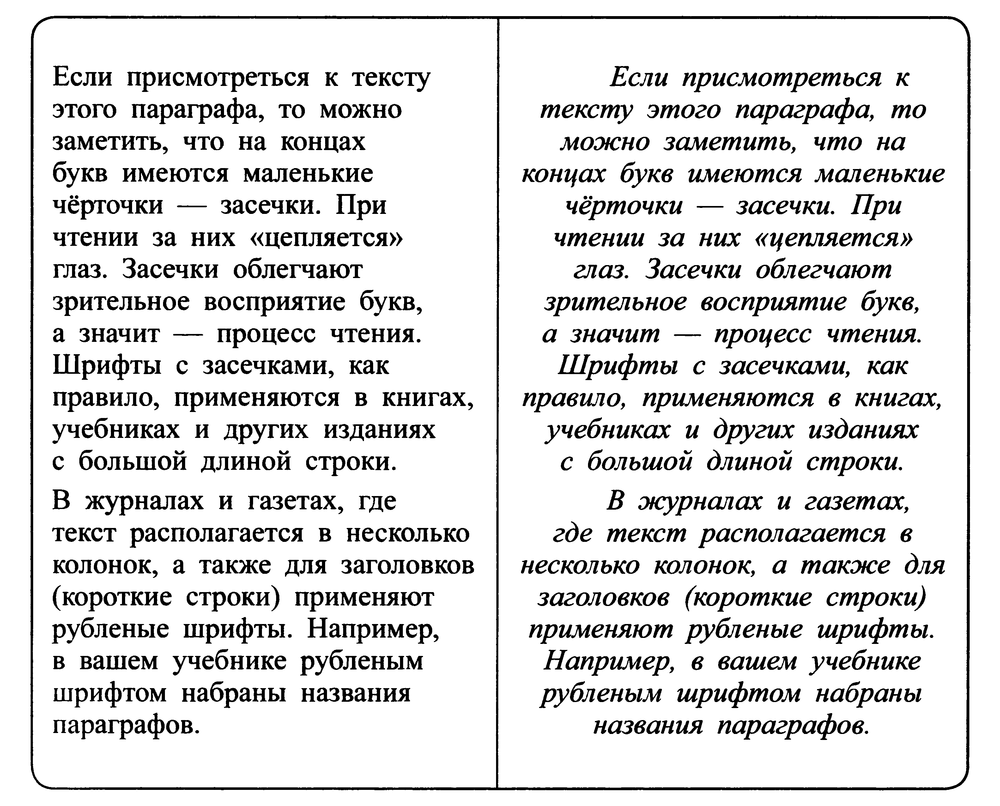 Если присмотреться к тексту
этого параграфа, то можно
заметить, что на концах
букв имеются маленькие
чёрточки — засечки. При
чтении за них «цепляется»
глаз. Засечки облегчают
зрительное восприятие букв,
а значит — процесс чтения.
Шрифты с засечками, как
правило, применяются в книгах,
учебниках и других изданиях
с большой длиной строки.
В журналах и газетах, где
текст располагается в несколько
колонок, а также для заголовков
(короткие строки) применяют
рубленые шрифты. Например,
в вашем учебнике рубленым
шрифтом набраны названия
параграфов.
Если присмотреться к
тексту этого параграфа, то
можно заметить, что на
концах букв имеются маленькие
чёрточки — засечки. При
чтении за них «цепляется»
глаз. Засечки облегчают
зрительное восприятие букв,
а значит — процесс чтения.
Шрифты с засечками, как
правило, применяются в книгах,
учебниках и других изданиях
с большой длиной строки.
В журналах и газетах,
где текст располагается в
несколько колонок, а также для
заголовков (короткие строки)
применяют рубленые шрифты.
Например, в вашем учебнике
рубленым шрифтом набраны
названия параграфов.